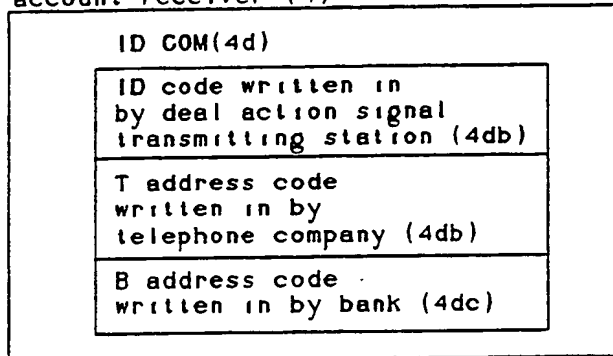 account receiver (4)
ID COM(4d)
ID code written in
by deal action signal
transmitting station (4db)
T address code
written in by
telephone company (4db)
B address code
written in by bank (4dc)